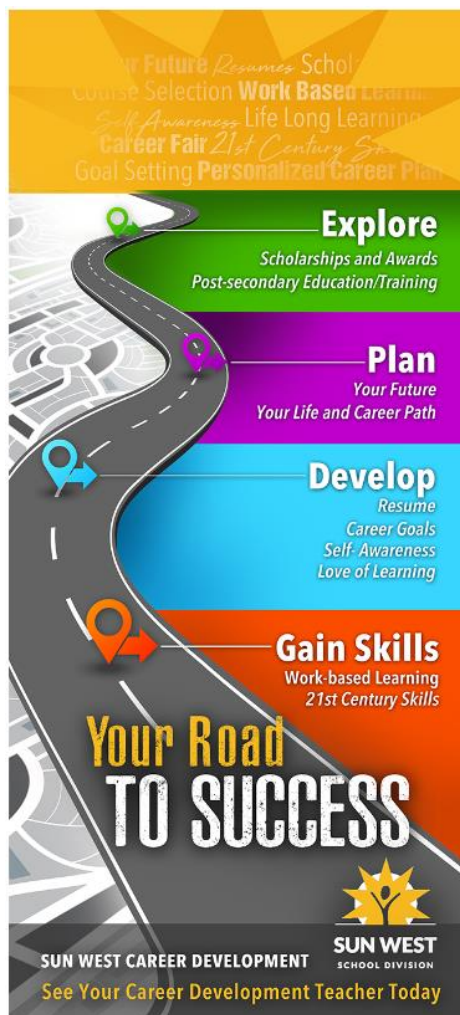 Future Resumes
Course Selection Work Based
Self Awareness Life Long Learning
Career Fair 21st Century
Goal Setting Personalized Career Plan
Explore
Scholarships and Awards
Post-secondary Education/Training
Plan
Your Future
Your Life and Career Path
Develop
Resume
Career Goals
Self- Awareness
Love of Learning
Gain Skills
Work-based Learning
21st Century Skills
Your Road
TO SUCCESS
SUN WEST
SCHOOL DIVISION
SUN WEST CAREER DEVELOPMENT
See Your Career Development Teacher Today